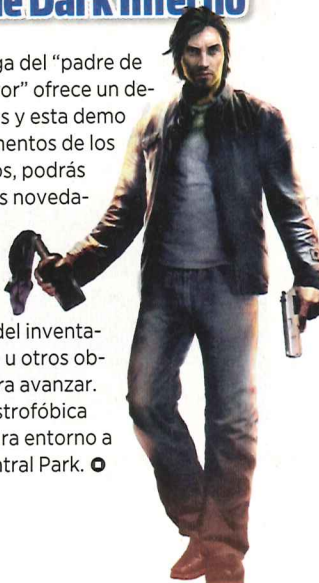 e Dark Inferno
ga del “padre de
or” ofrece un de-
s y esta demo
mentos de los
os, podrás
s noveda-
del inventa-
u otros ob-
ra avanzar.
strofóbica
ra entorno a
ntral Park.